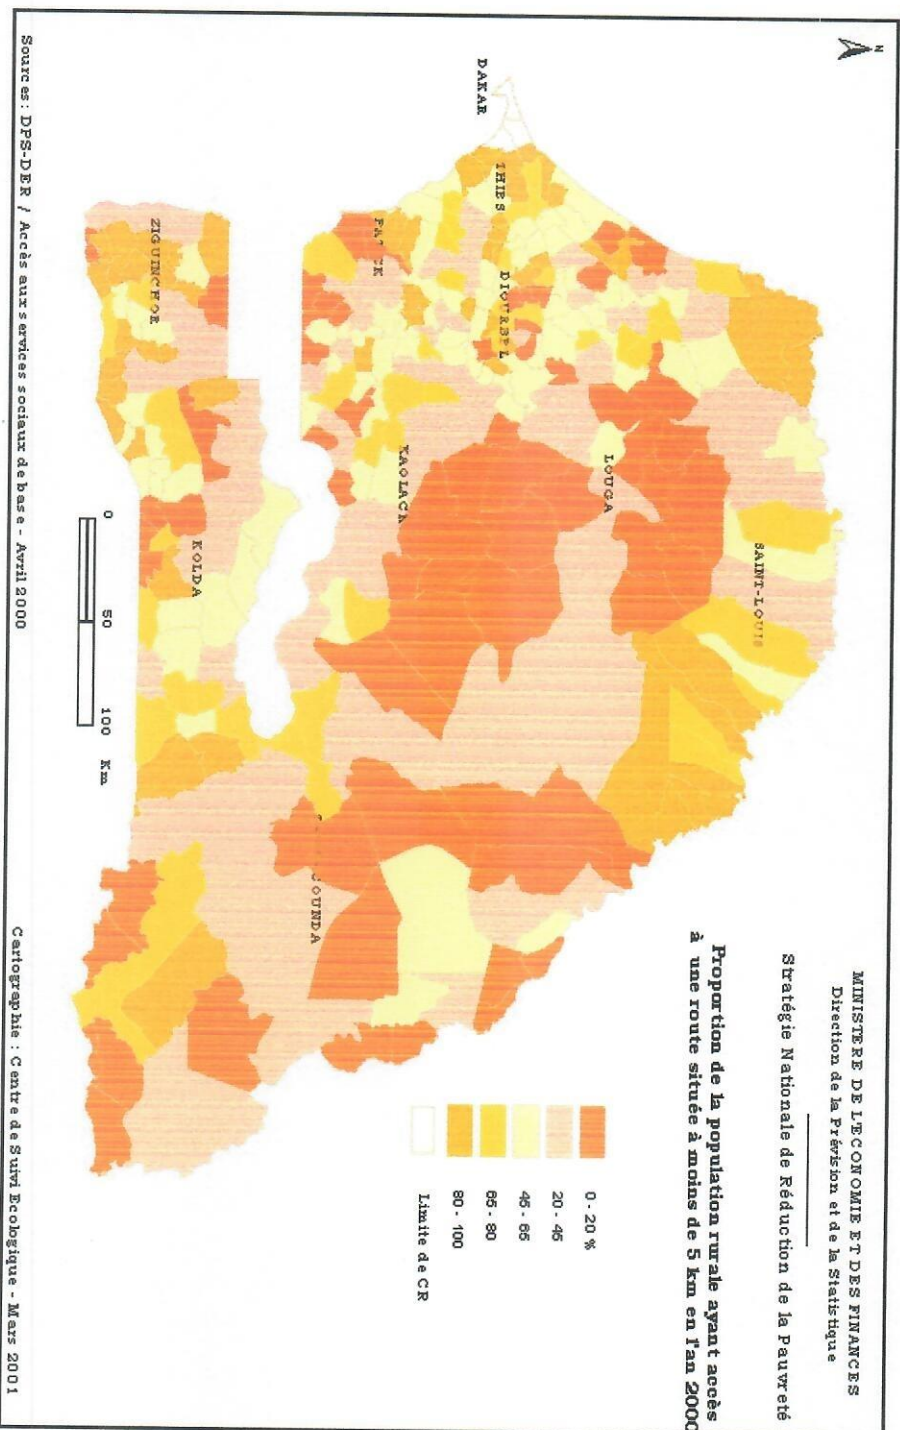 N
MINISTERE DE L'ECONOMIE ET DES FINANCES
Direction de la Prévision et de la Statistique
Stratégie Nationale de Réduction de la Pauvreté
Proportion de la population rurale ayant accès
à une route située à moins de 5 km en l'an 2000
0 - 20 %
20 - 45
45 - 65
65 - 80
80 - 100
Limite de CR
SAINT-LOUIS
LOUGA
DAKAR
THIES
DIOURBEL
KAOLACK
ZIGUINCHOR
KOLDA
0 50 100 Km
Sources: DPS-DER / Accès aux services sociaux de base - Avril 2000
Cartographie : Centre de Suivi Ecologique - Mars 2001